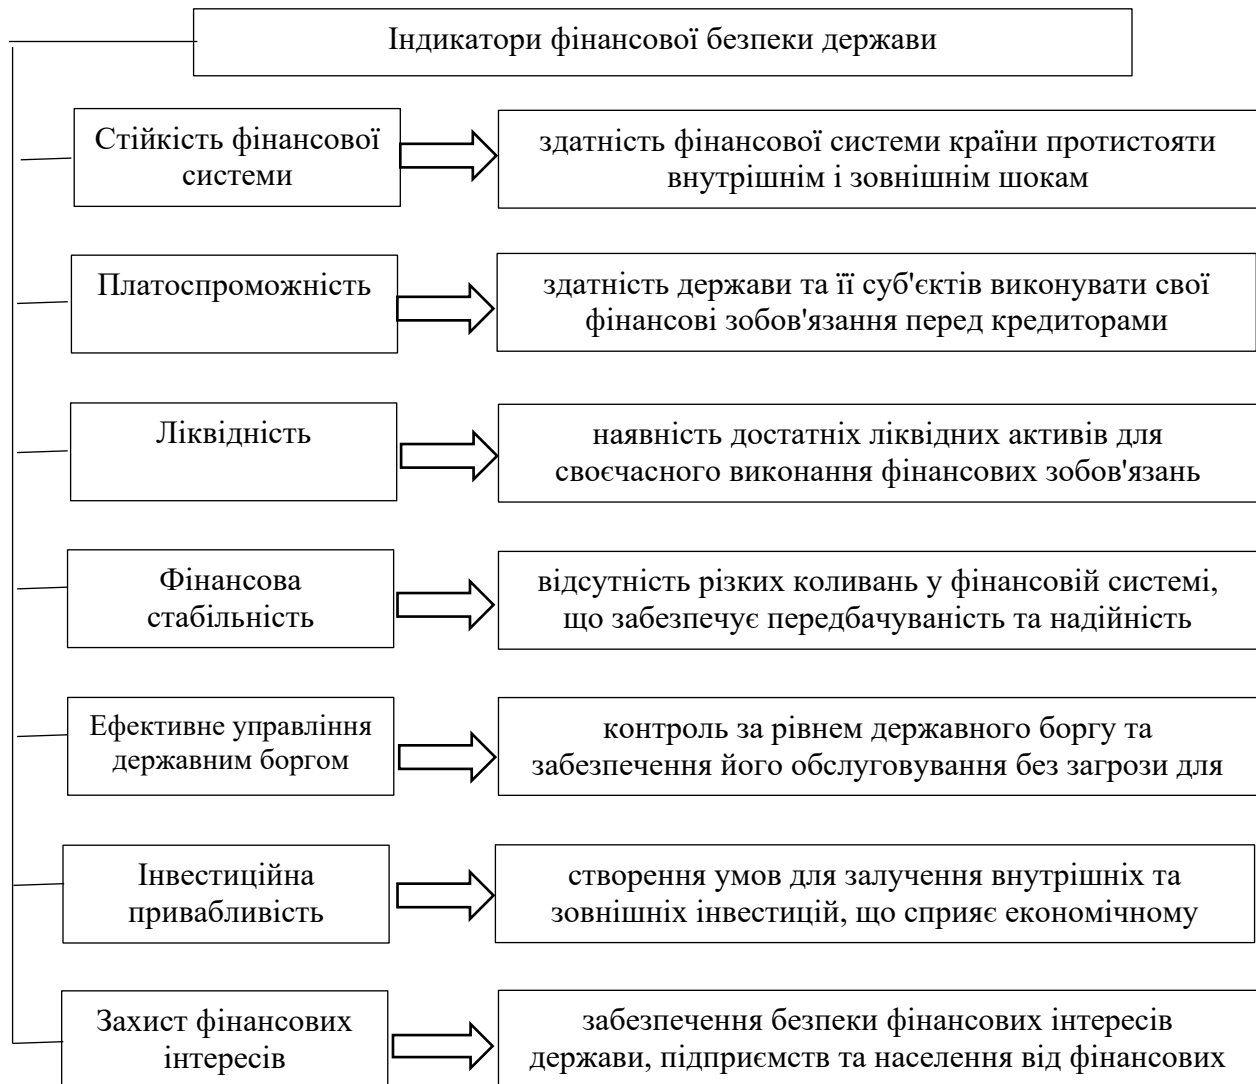 Індикатори фінансової безпеки держави
Стійкість фінансової
системи
здатність фінансової системи країни протистояти
внутрішнім і зовнішнім шокам
Платоспроможність
здатність держави та її суб'єктів виконувати свої
фінансові зобов'язання перед кредиторами
Ліквідність
наявність достатніх ліквідних активів для
своєчасного виконання фінансових зобов'язань
Фінансова
стабільність
відсутність різких коливань у фінансовій системі,
що забезпечує передбачуваність та надійність
Ефективне управління
державним боргом
контроль за рівнем державного боргу та
забезпечення його обслуговування без загрози для
Інвестиційна
привабливість
створення умов для залучення внутрішніх та
зовнішніх інвестицій, що сприяє економічному
Захист фінансових
інтересів
забезпечення безпеки фінансових інтересів
держави, підприємств та населення від фінансових